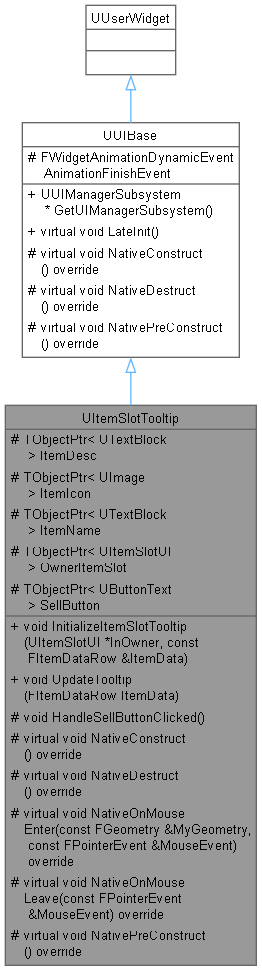 UUserWidget
UUIBase
# FWidgetAnimationDynamicEvent
AnimationFinishEvent
+ UUIManagerSubsystem
* GetUIManagerSubsystem()
+ virtual void LateInit()
# virtual void NativeConstruct
() override
# virtual void NativeDestruct
() override
# virtual void NativePreConstruct
() override
UItemSlotTooltip
# TObjectPtr< UTextBlock
> ItemDesc
# TObjectPtr< UImage
> ItemIcon
# TObjectPtr< UTextBlock
> ItemName
# TObjectPtr< UItemSlotUI
> OwnerItemSlot
# TObjectPtr< UButtonText
> SellButton
+ void InitializeItemSlotTooltip
(UItemSlotUI *InOwner, const
FItemDataRow &ItemData)
+ void UpdateTooltip
(FItemDataRow ItemData)
# void HandleSellButtonClicked()
# virtual void NativeConstruct
() override
# virtual void NativeDestruct
() override
# virtual void NativeOnMouse
Enter(const FGeometry &MyGeometry,
const FPointerEvent &MouseEvent)
override
# virtual void NativeOnMouse
Leave(const FPointerEvent
&MouseEvent) override
# virtual void NativePreConstruct
() override